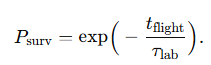 P_surv = exp( − t_flight / τ_lab ).